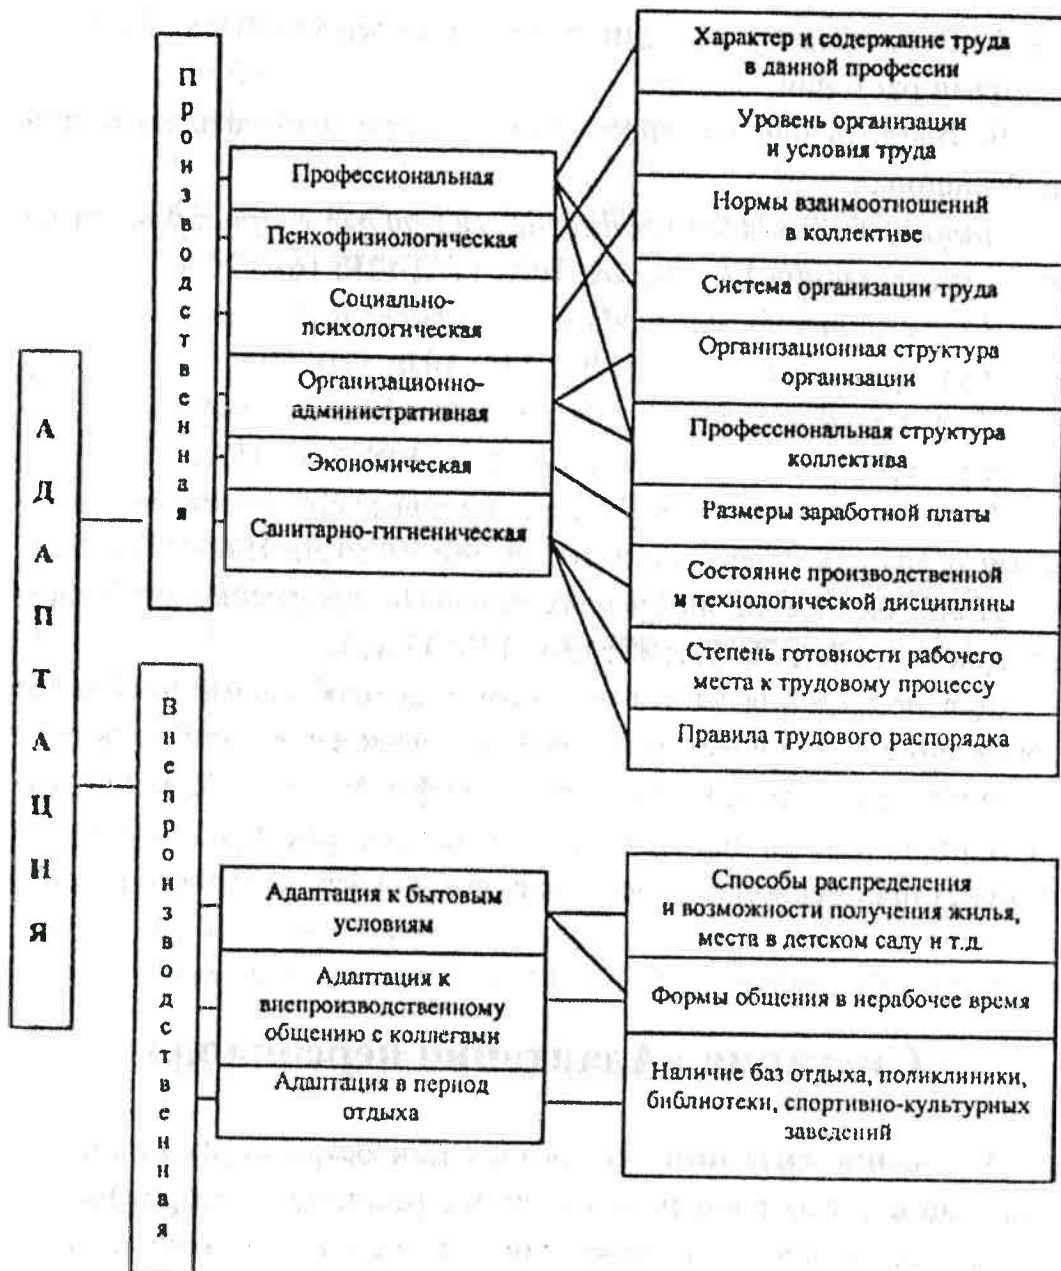 АДАПТАЦИЯ
Производственная
Профессиональная
Психофизиологическая
Социально-
психологическая
Организационно-
административная
Экономическая
Санитарно-гигиеническая
Характер и содержание труда
в данной профессии
Уровень организации
и условия труда
Нормы взаимоотношений
в коллективе
Система организации труда
Организационная структура
организации
Профессиональная структура
коллектива
Размеры заработной платы
Состояние производственной
и технологической дисциплины
Степень готовности рабочего
места к трудовому процессу
Правила трудового распорядка
Внепроизводственная
Адаптация к бытовым
условиям
Адаптация к
внепроизводственному
общению с коллегами
Адаптация в период
отдыха
Способы распределения
и возможности получения жилья,
места в детском саду и т.д.
Формы общения в нерабочее время
Наличие баз отдыха, поликлиники,
библиотеки, спортивно-культурных
заведений